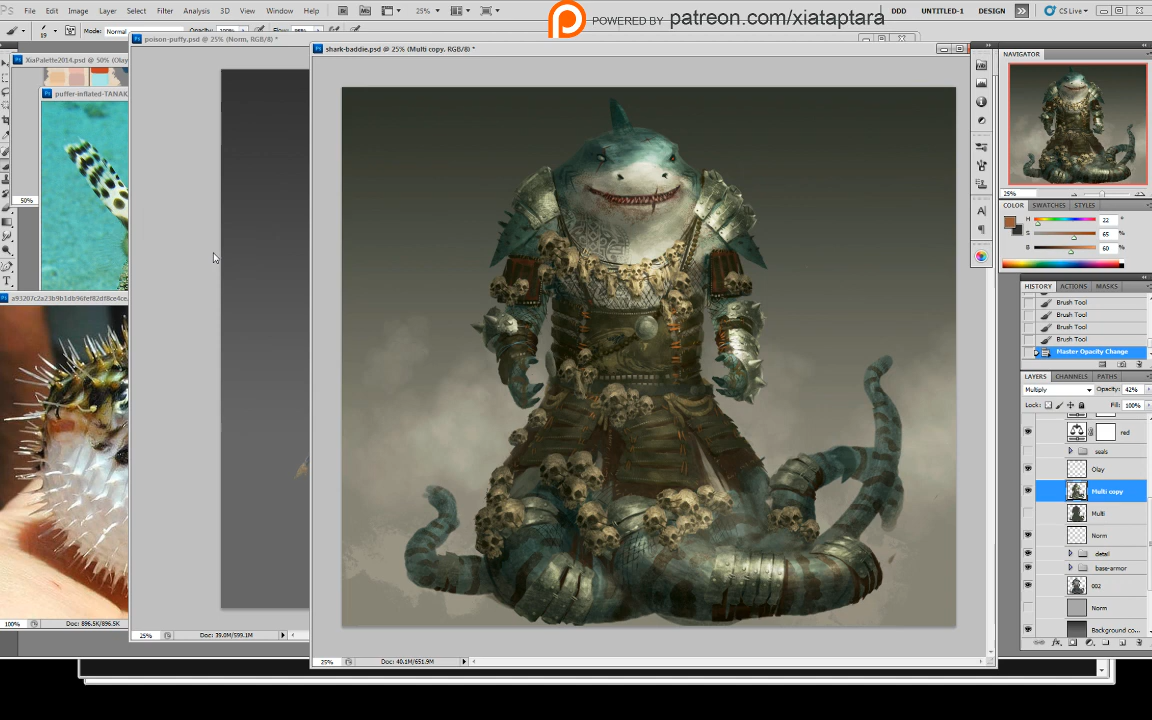 File Edit Image Layer Select Filter Analysis 3D View Window Help
25%
POWERED BY patreon.com/xiataptara
DDD UNTITLED-1 DESIGN
CS Live
19 Mode: Normal
poison-puffy.psd @ 25% (Norm, RGB/8) *
shark-baddie.psd @ 25% (Multi copy, RGB/8) *
XiaPalette2014.psd @ 50% (Olay
puffer-inflated-TANAK
50%
NAVIGATOR
25%
COLOR SWATCHES STYLES
H 22 °
S 65 %
B 60 %
HISTORY ACTIONS MASKS
Brush Tool
Brush Tool
Brush Tool
Brush Tool
Master Opacity Change
LAYERS CHANNELS PATHS
Multiply Opacity: 42%
Lock: Fill: 100%
red
seals
Olay
Multi copy
Multi
Norm
detail
base-armor
002
Norm
Background co...
100% Doc: 896.5K/896.5K
25% Doc: 39.0M/599.1M
25% Doc: 40.1M/651.9M